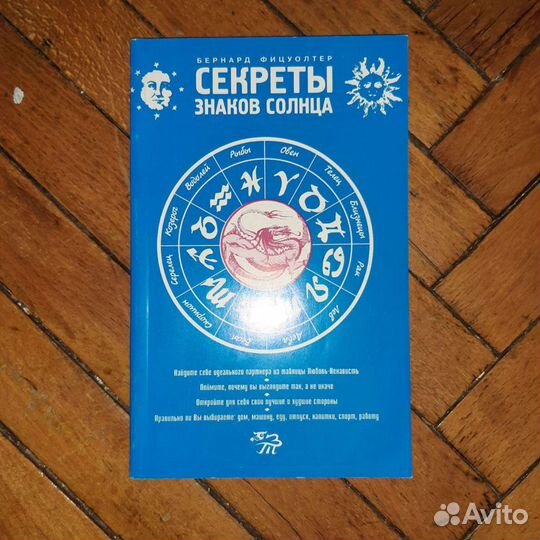 БЕРНАРД ФИЦУОЛТЕР
СЕКРЕТЫ
ЗНАКОВ СОЛНЦА
Рыбы
Овен
Водолей
Телец
Козерог
Близнецы
Стрелец
Рак
Скорпион
Лев
Весы
Дева
Найдите себе идеального партнера из таблицы Любовь-Ненависть
Поймите, почему вы выглядите так, а не иначе
Откройте для себя свои лучшие и худшие стороны
Правильно ли Вы выбираете: дом, машину, еду, отпуск, напитки, спорт, работу
Avito